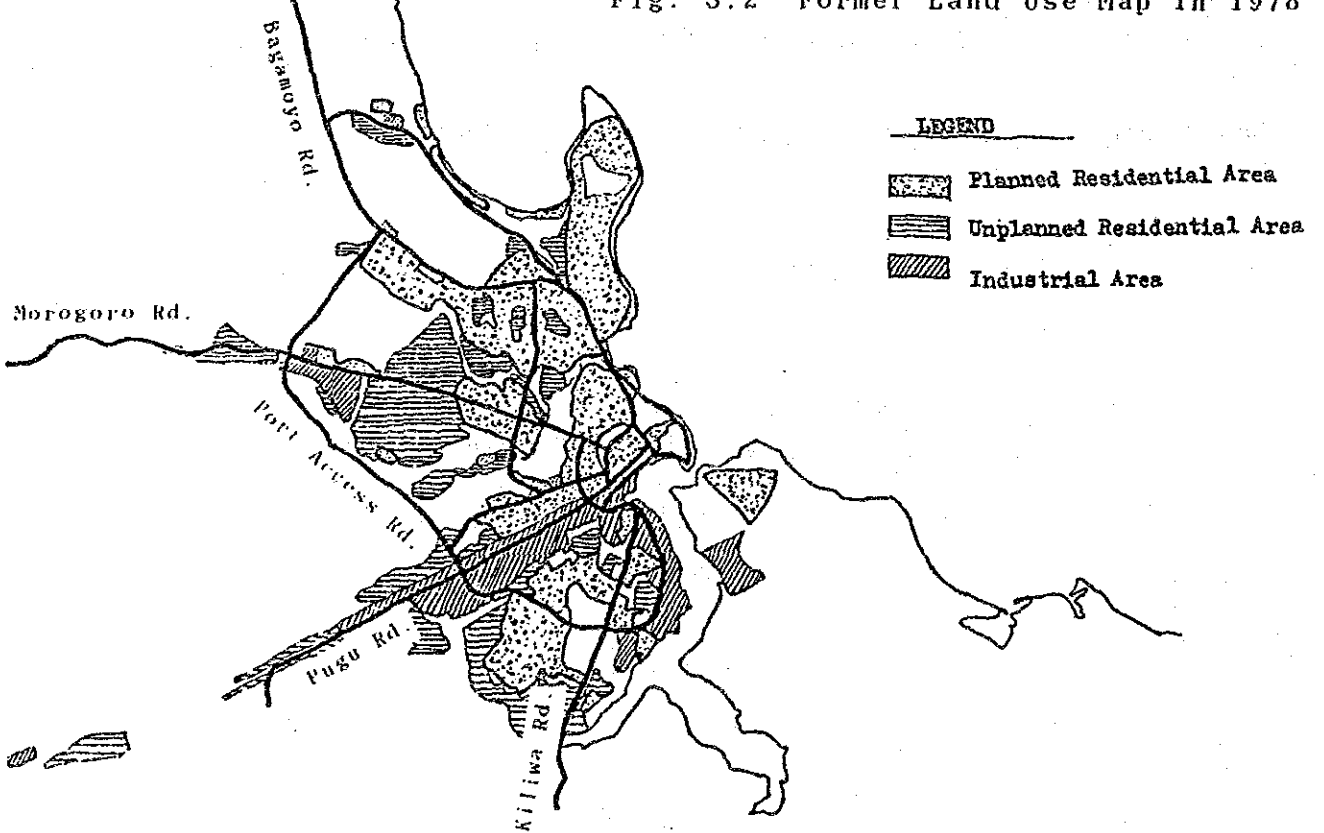 Fig. 3.2 Former Land Use Map in 1978
Bagamoyo Rd.
LEGEND
Planned Residential Area
Unplanned Residential Area
Industrial Area
Morogoro Rd.
Port Access Rd.
Pugu Rd.
Kiliwa Rd.